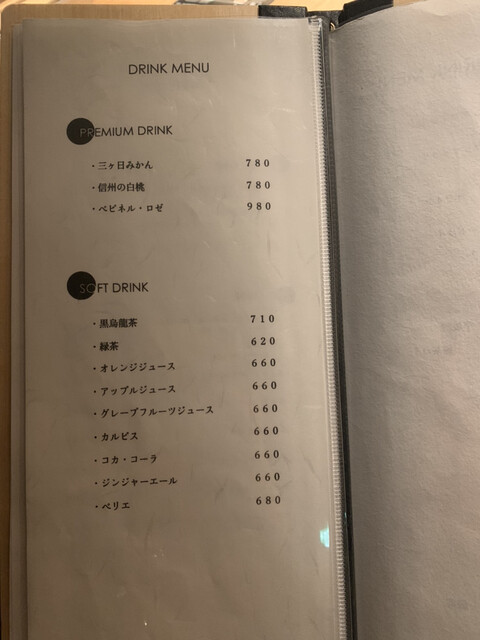 DRINK MENU
PREMIUM DRINK
・三ヶ日みかん 780
・信州の白桃 780
・ペピネル・ロゼ 980
SOFT DRINK
・黒烏龍茶 710
・緑茶 620
・オレンジジュース 660
・アップルジュース 660
・グレープフルーツジュース 660
・カルピス 660
・コカ・コーラ 660
・ジンジャーエール 660
・ペリエ 680